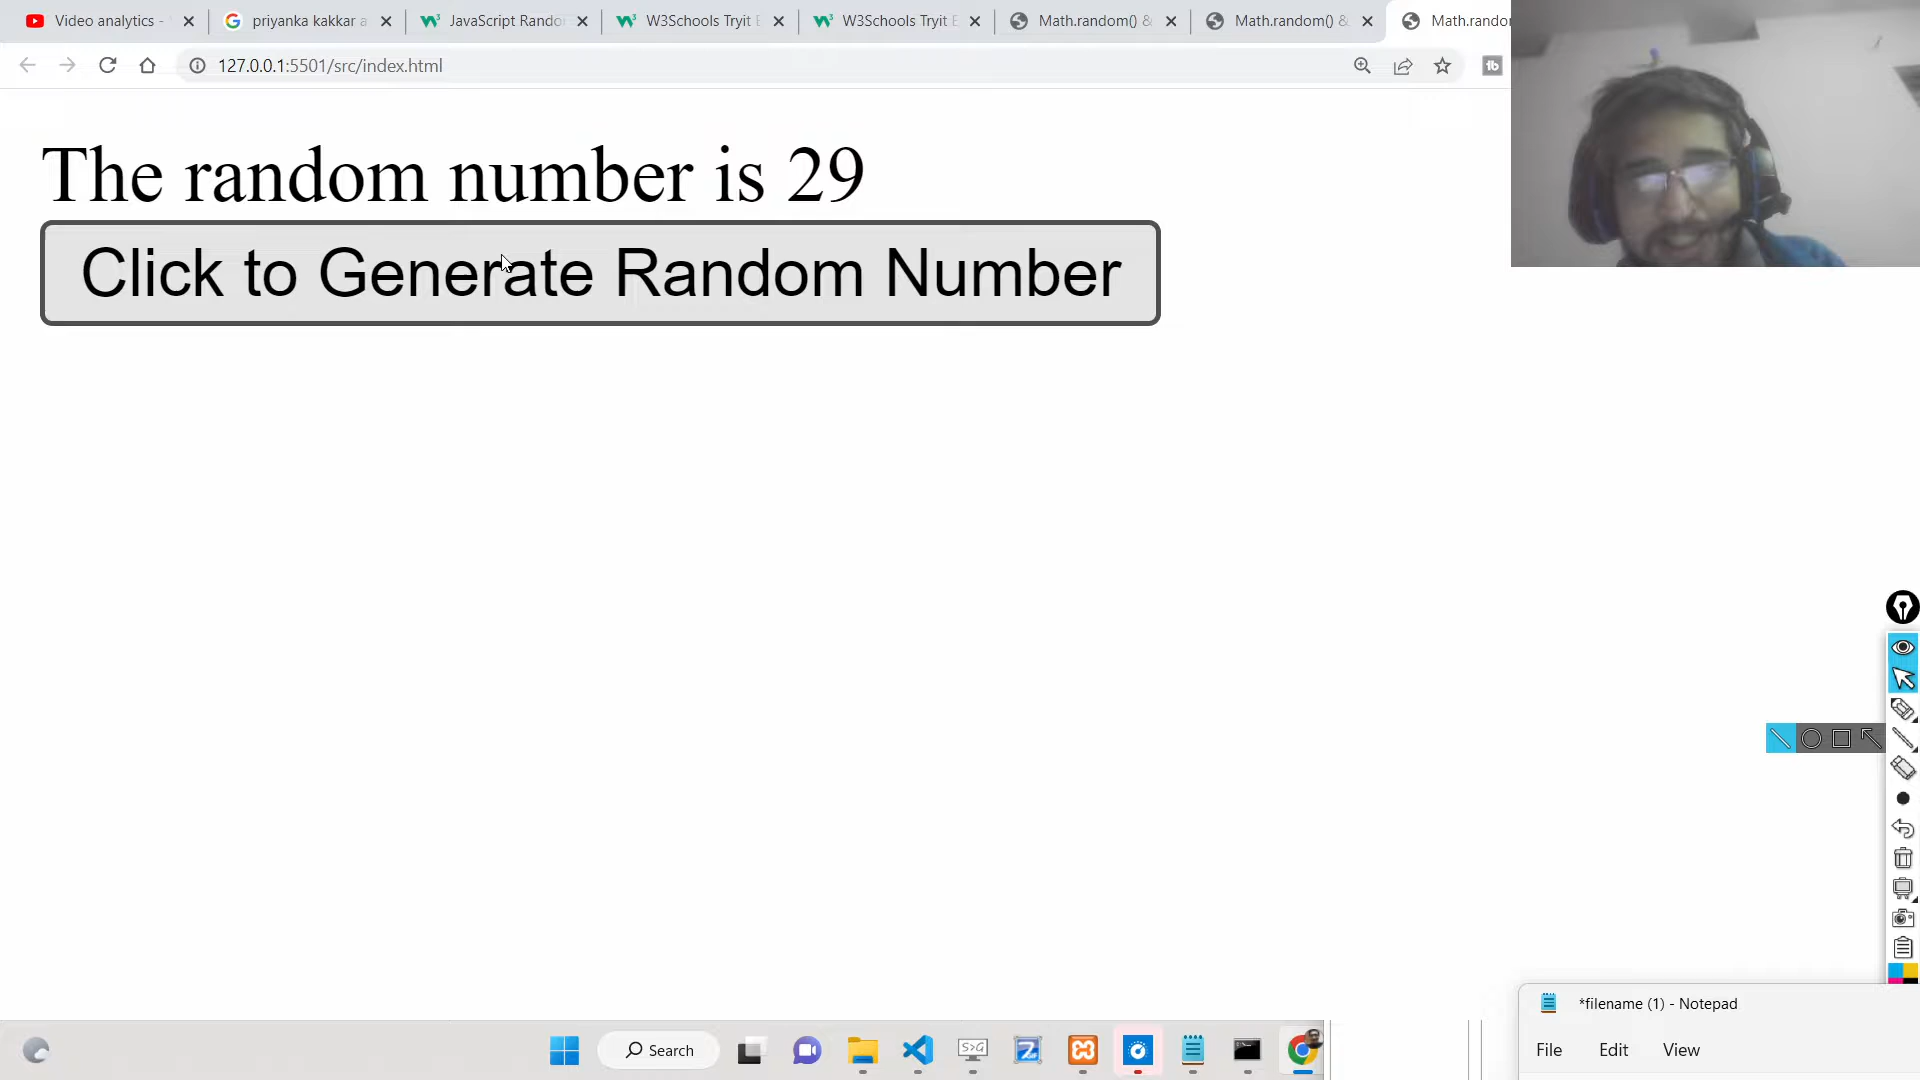 Video analytics -
priyanka kakkar a
JavaScript Rando
W3Schools Tryit E
W3Schools Tryit E
Math.random() &
Math.random() &
Math.rando
127.0.0.1:5501/src/index.html
The random number is 29
Click to Generate Random Number
*filename (1) - Notepad
File Edit View
Search